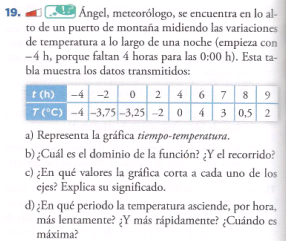 19. Ángel, meteorólogo, se encuentra en lo al-
to de un puerto de montaña midiendo las variaciones
de temperatura a lo largo de una noche (empieza con
−4 h, porque faltan 4 horas para las 0:00 h). Esta ta-
bla muestra los datos transmitidos:
t (h) −4 −2 0 2 4 6 7 8 9
T (°C) −4 −3,75 −3,25 −2 0 4 3 0,5 2
a) Representa la gráfica tiempo-temperatura.
b) ¿Cuál es el dominio de la función? ¿Y el recorrido?
c) ¿En qué valores la gráfica corta a cada uno de los
ejes? Explica su significado.
d) ¿En qué periodo la temperatura asciende, por hora,
más lentamente? ¿Y más rápidamente? ¿Cuándo es
máxima?